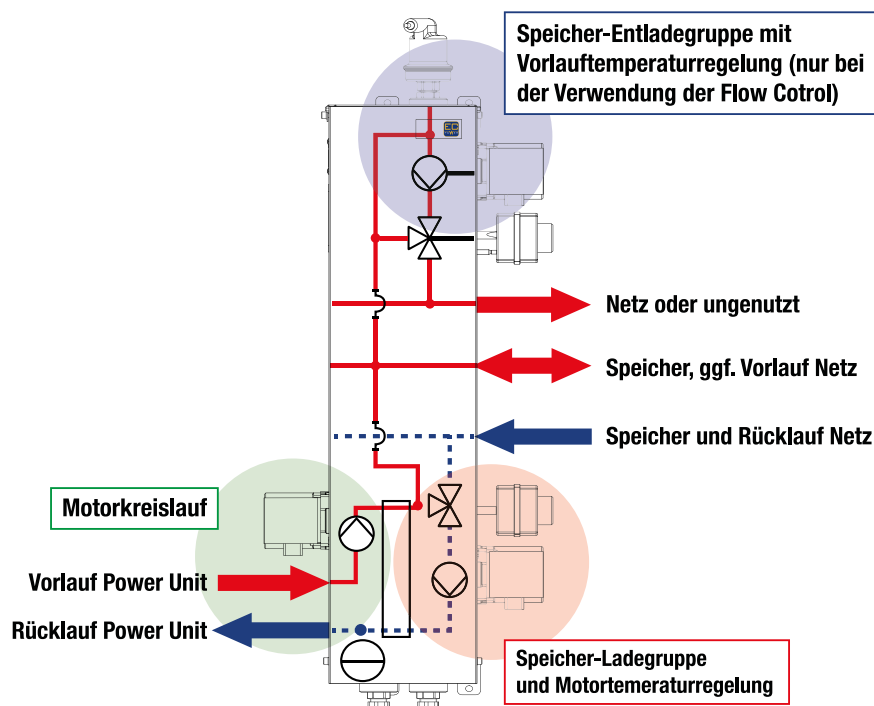 Speicher-Entladegruppe mit
Vorlauftemperaturregelung (nur bei
der Verwendung der Flow Cotrol)
Netz oder ungenutzt
Speicher, ggf. Vorlauf Netz
Speicher und Rücklauf Netz
Motorkreislauf
Vorlauf Power Unit
Rücklauf Power Unit
Speicher-Ladegruppe
und Motortemeraturregelung